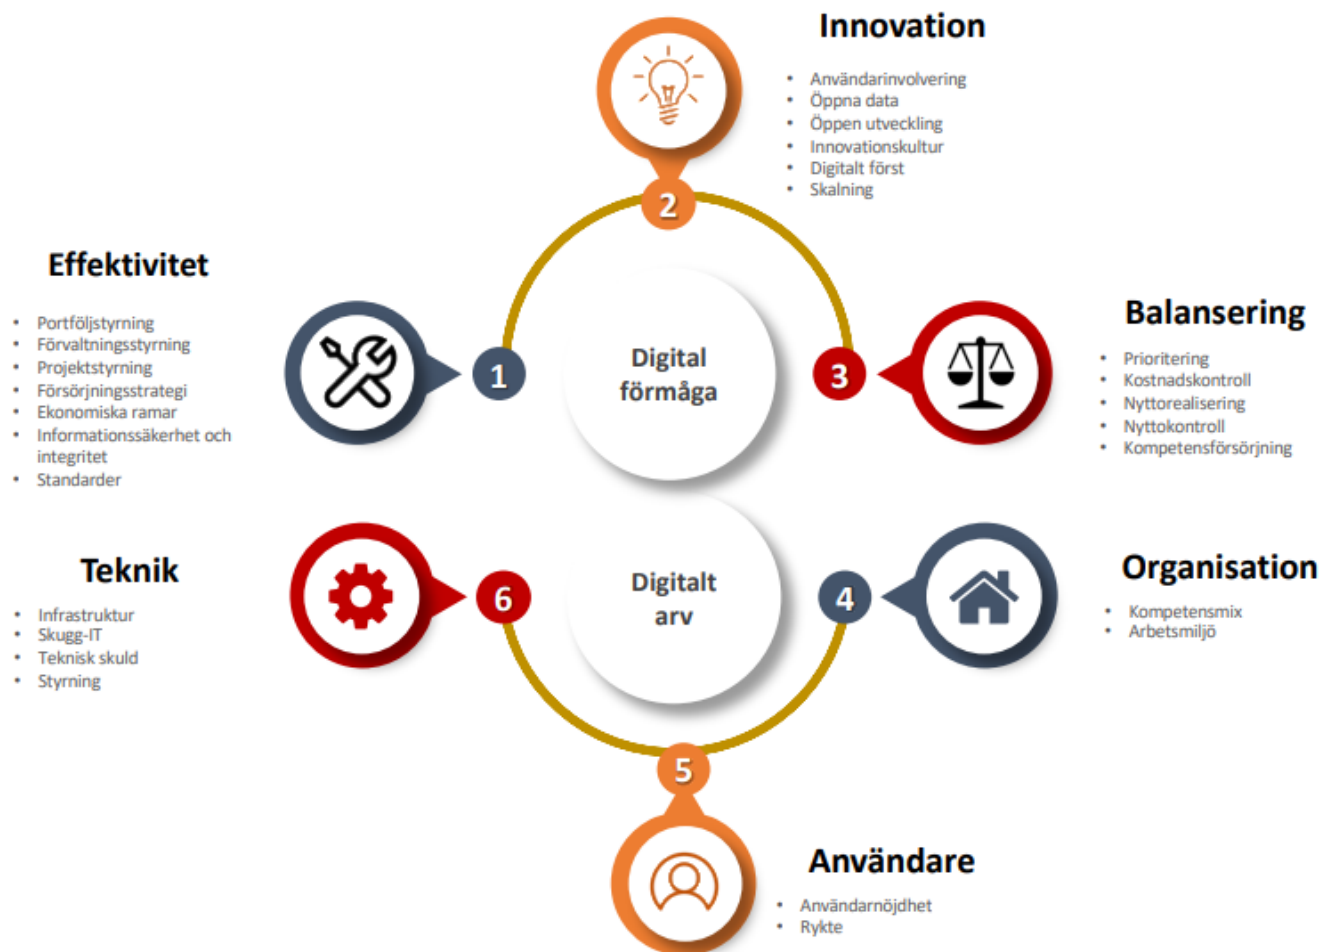 Innovation
• Användarinvolvering
• Öppna data
• Öppen utveckling
• Innovationskultur
• Digitalt först
• Skalning
2
Effektivitet
• Portföljstyrning
• Förvaltningsstyrning
• Projektstyrning
• Försörjningsstrategi
• Ekonomiska ramar
• Informationssäkerhet och
integritet
• Standarder
1
Digital
förmåga
3
Balansering
• Prioritering
• Kostnadskontroll
• Nyttorealisering
• Nyttokontroll
• Kompetensförsörjning
Teknik
• Infrastruktur
• Skugg-IT
• Teknisk skuld
• Styrning
6
Digitalt
arv
4
Organisation
• Kompetensmix
• Arbetsmiljö
5
Användare
• Användarnöjdhet
• Rykte